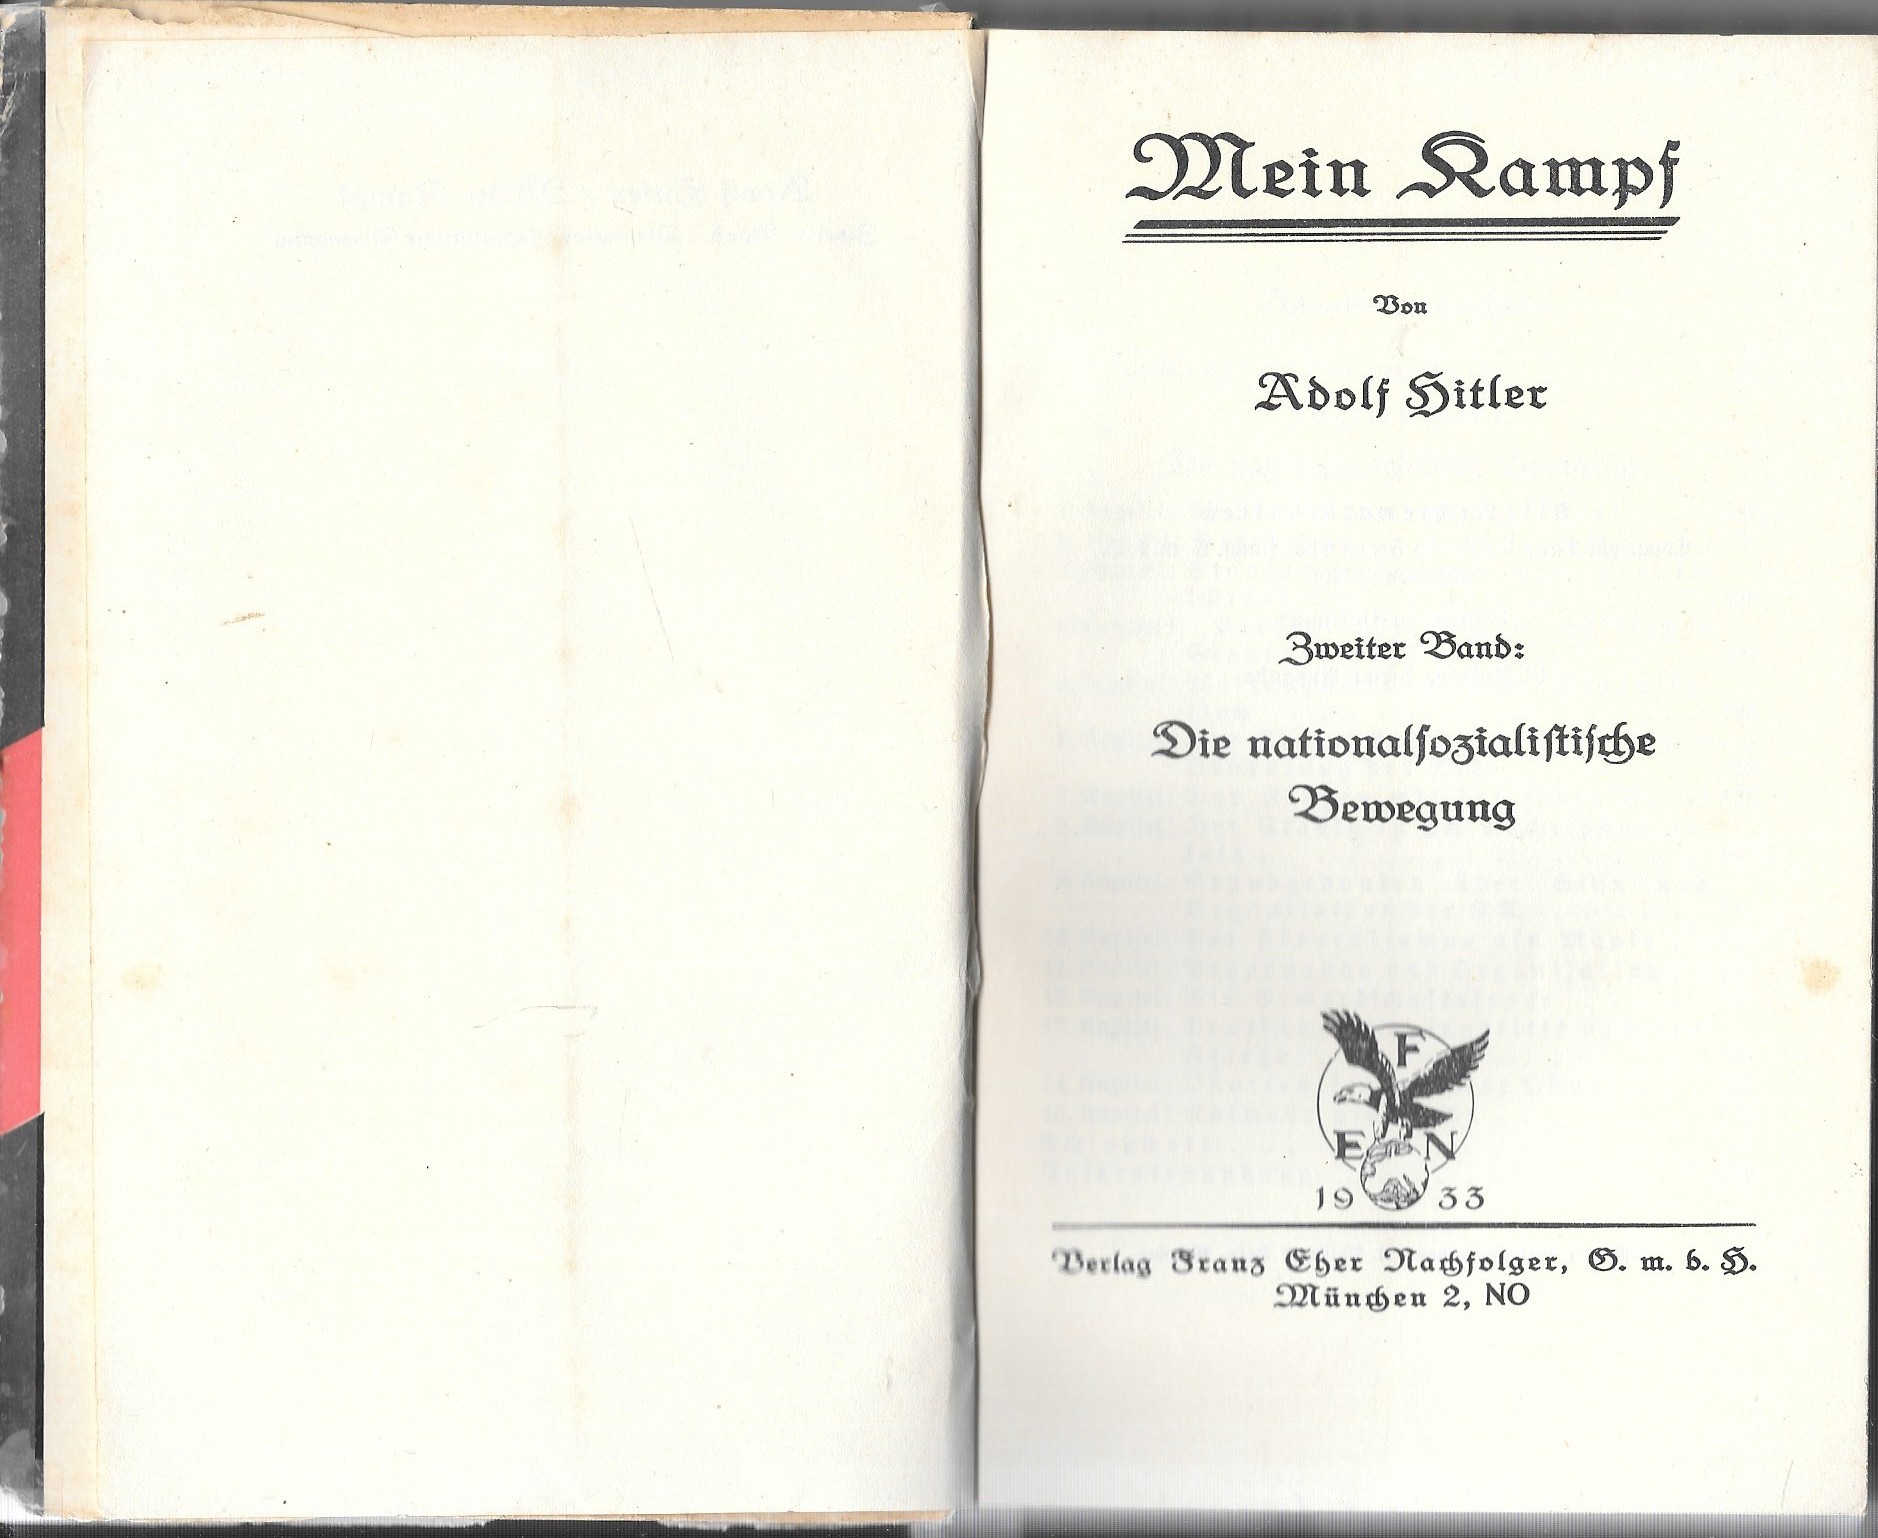 Mein Kampf
Von
Adolf Hitler
Zweiter Band:
Die nationalsozialistische
Bewegung
F
E N
19 33
Verlag Franz Eher Nachfolger, G. m. b. H.
München 2, NO